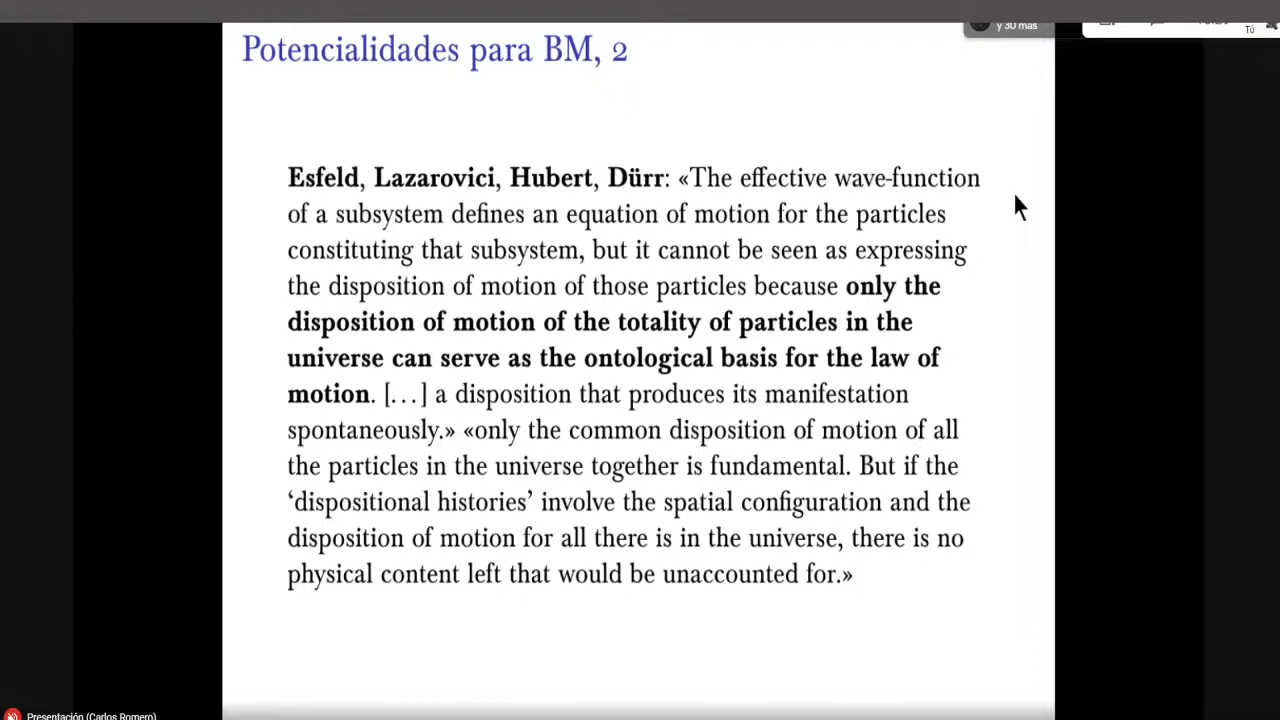 y 30 más
Tú
Potencialidades para BM, 2
Esfeld, Lazarovici, Hubert, Dürr: «The effective wave-function
of a subsystem defines an equation of motion for the particles
constituting that subsystem, but it cannot be seen as expressing
the disposition of motion of those particles because only the
disposition of motion of the totality of particles in the
universe can serve as the ontological basis for the law of
motion. […] a disposition that produces its manifestation
spontaneously.» «only the common disposition of motion of all
the particles in the universe together is fundamental. But if the
‘dispositional histories’ involve the spatial configuration and the
disposition of motion for all there is in the universe, there is no
physical content left that would be unaccounted for.»
Presentación (Carlos Romero)